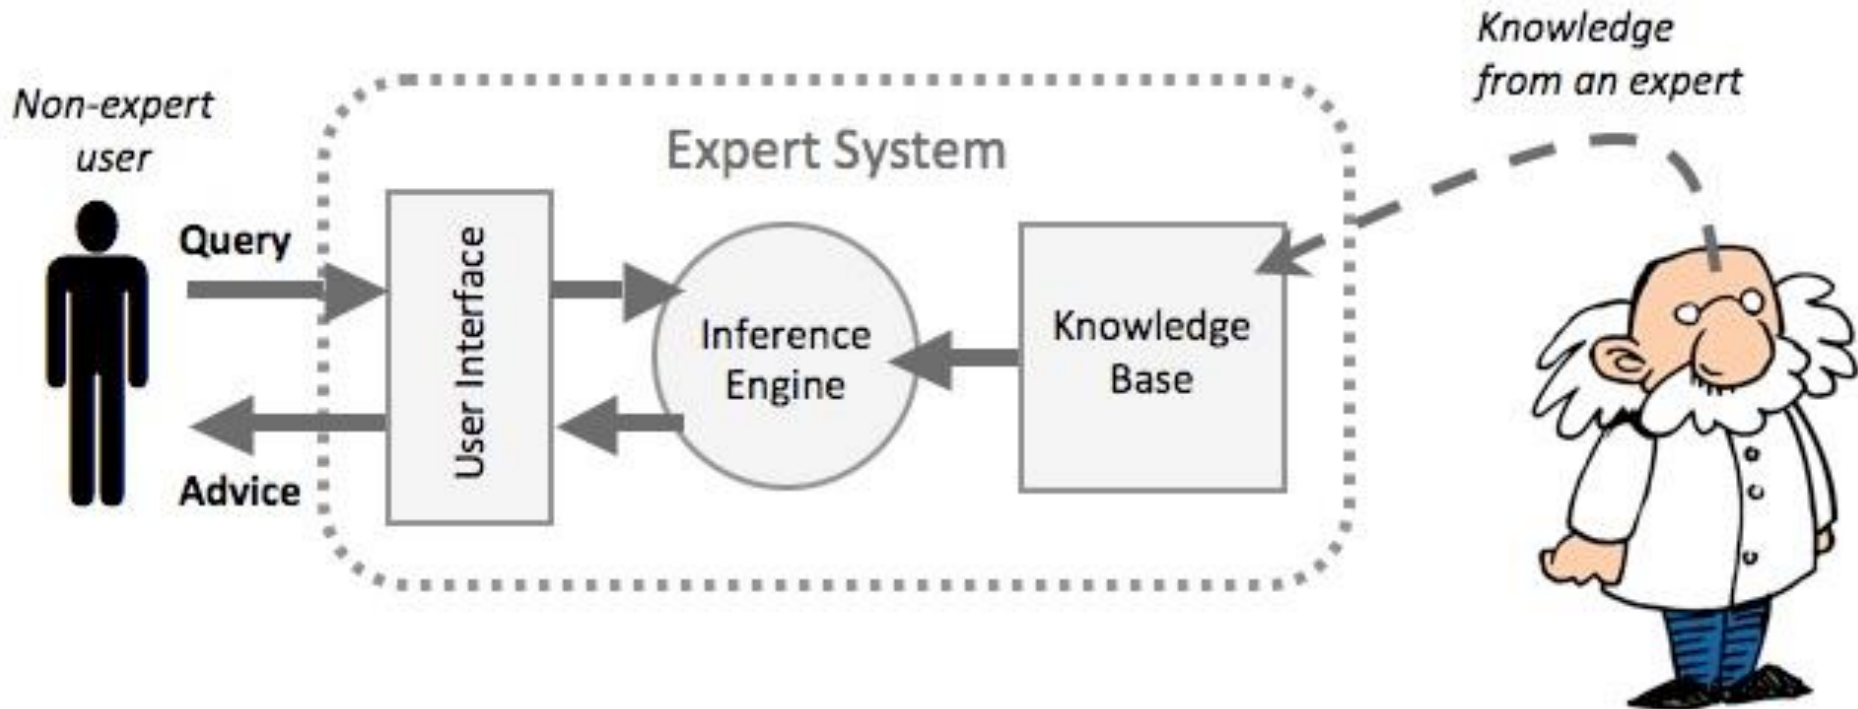 Knowledge
from an expert
Non-expert
user
Expert System
Query
User Interface
Inference
Engine
Knowledge
Base
Advice